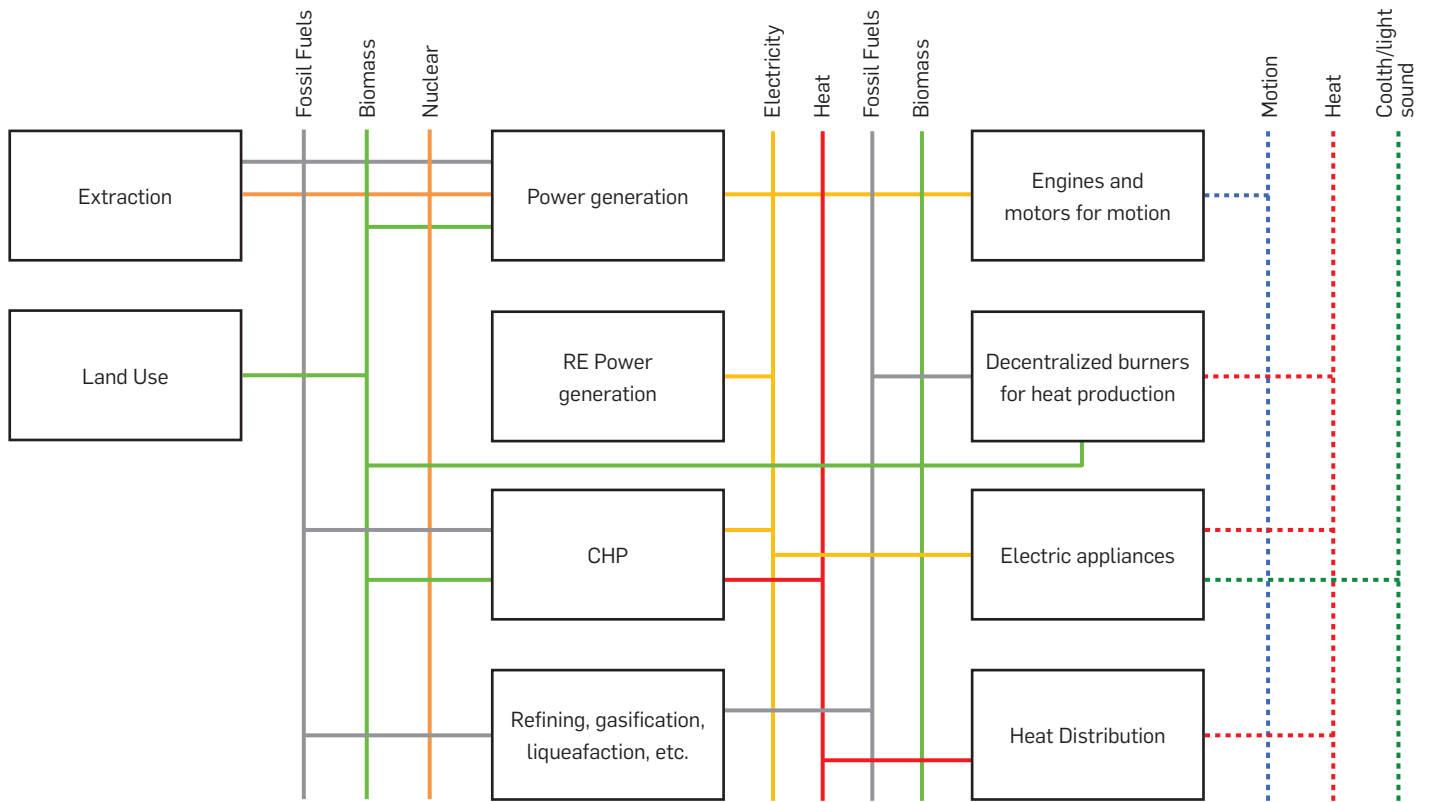 Fossil Fuels
Biomass
Nuclear
Electricity
Heat
Fossil Fuels
Biomass
Motion
Heat
Coolth/light
sound
Extraction
Power generation
Engines and
motors for motion
Land Use
RE Power
generation
Decentralized burners
for heat production
CHP
Electric appliances
Refining, gasification,
liqueafaction, etc.
Heat Distribution